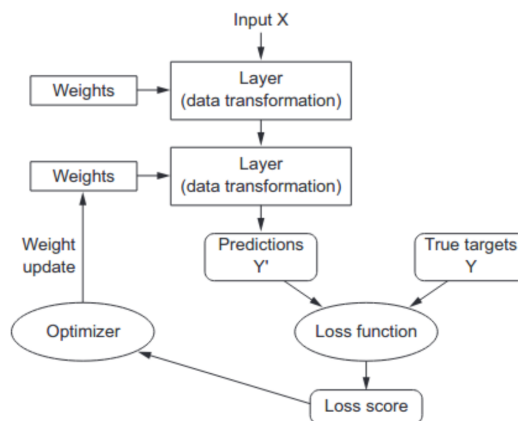 Input X
Weights
Layer
(data transformation)
Weights
Layer
(data transformation)
Weight
update
Predictions
Y'
True targets
Y
Optimizer
Loss function
Loss score